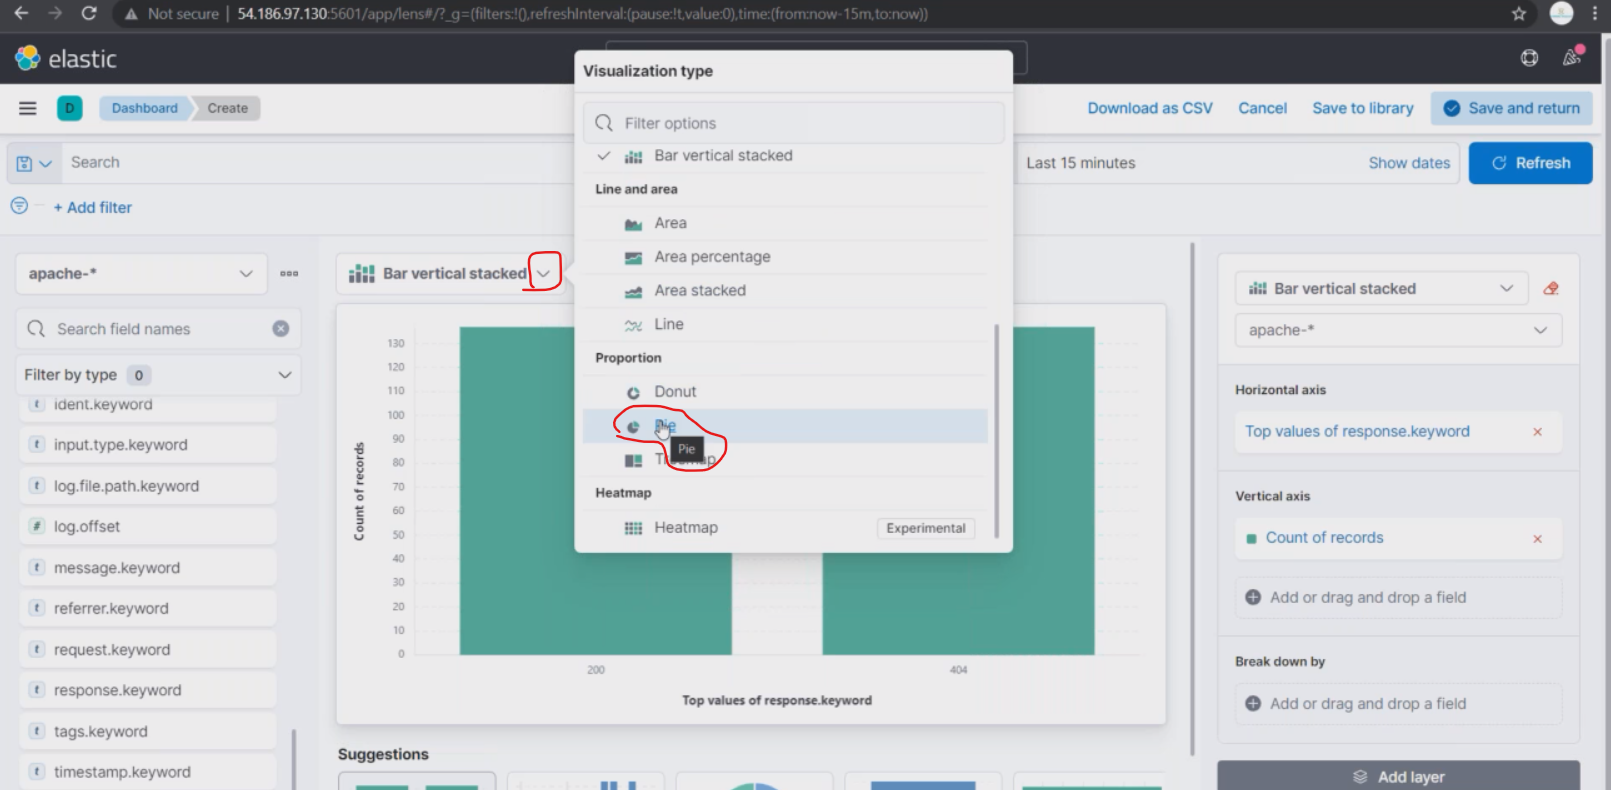 Not secure | 54.186.97.130:5601/app/lens#/?_g=(filters:!(),refreshInterval:(pause:!t,value:0),time:(from:now-15m,to:now))
elastic
D Dashboard Create
Download as CSV Cancel Save to library Save and return
Search
Last 15 minutes Show dates Refresh
+ Add filter
apache-*
Search field names
Filter by type 0
ident.keyword
t input.type.keyword
t log.file.path.keyword
# log.offset
t message.keyword
t referrer.keyword
t request.keyword
t response.keyword
t tags.keyword
t timestamp.keyword
Bar vertical stacked
130
120
110
100
90
80
70
60
50
40
30
20
10
0
Count of records
200 404
Top values of response.keyword
Suggestions
Visualization type
Filter options
Bar vertical stacked
Line and area
Area
Area percentage
Area stacked
Line
Proportion
Donut
Pie
Pie
Treemap
Heatmap
Heatmap Experimental
Bar vertical stacked
apache-*
Horizontal axis
Top values of response.keyword ×
Vertical axis
Count of records ×
Add or drag and drop a field
Break down by
Add or drag and drop a field
Add layer